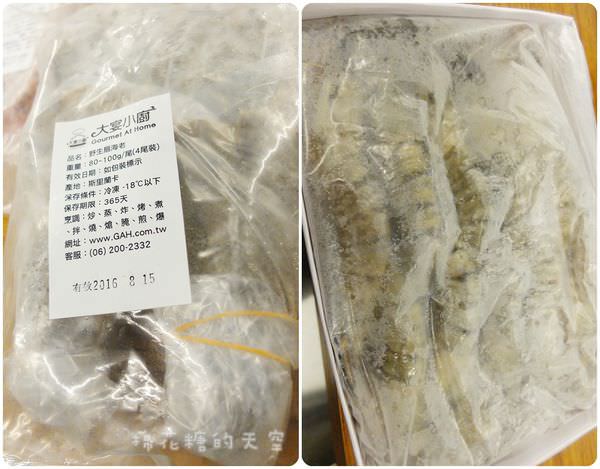 大宴小廚
Gourmet At Home
品名：野生扇海老
重量：80~100g/尾(4尾裝)
有效日期：如包裝標示
產地：斯里蘭卡
保存條件：冷凍-18℃以下
保存期限：365天
烹調：炒、蒸、炸、烤、煮
、拌、燒、燴、醃、煎、爆
網址：www.GAH.com.tw
客服：(06) 200-2332
有效2016 8 15
棉花糖的天空